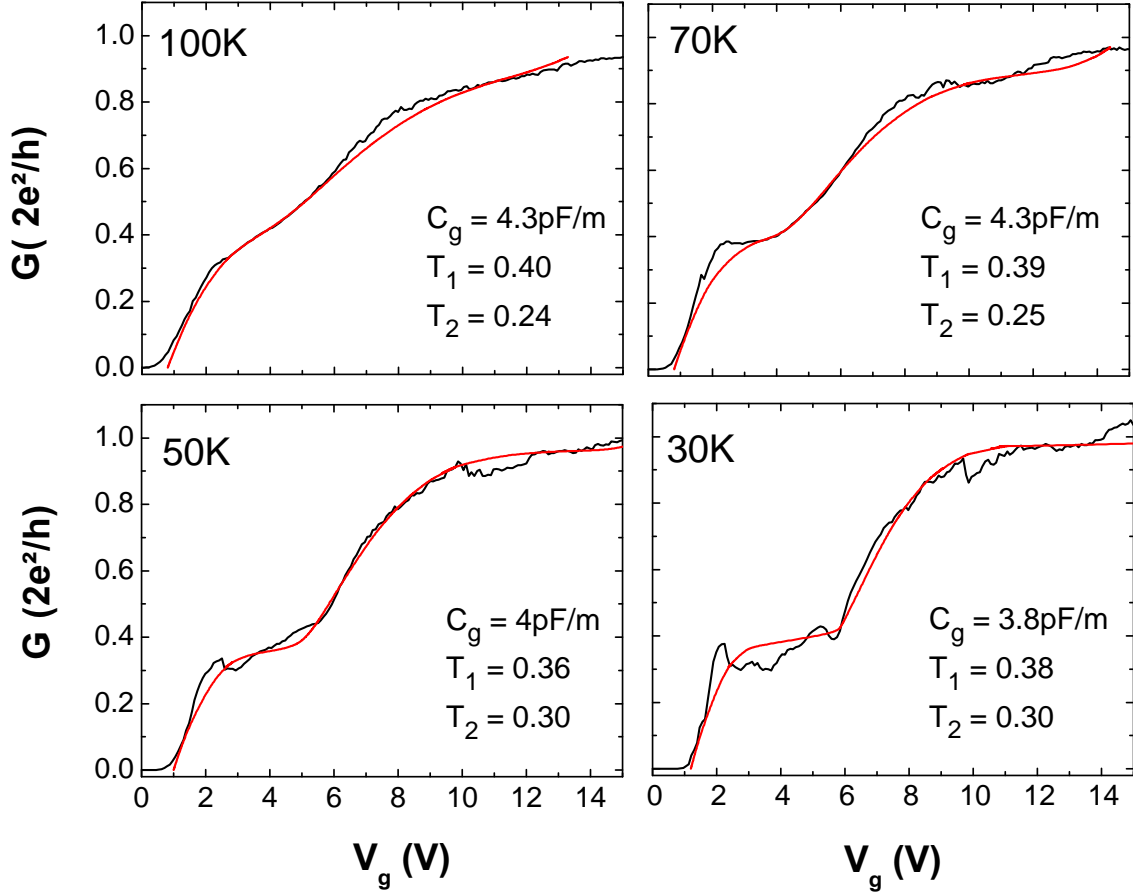 G( 2e²/h)
1.0
0.8
0.6
0.4
0.2
0.0
100K
C_g = 4.3pF/m
T_1 = 0.40
T_2 = 0.24
70K
C_g = 4.3pF/m
T_1 = 0.39
T_2 = 0.25
G (2e²/h)
1.0
0.8
0.6
0.4
0.2
0.0
50K
C_g = 4pF/m
T_1 = 0.36
T_2 = 0.30
0 2 4 6 8 10 12 14
V_g (V)
30K
C_g = 3.8pF/m
T_1 = 0.38
T_2 = 0.30
0 2 4 6 8 10 12 14
V_g (V)